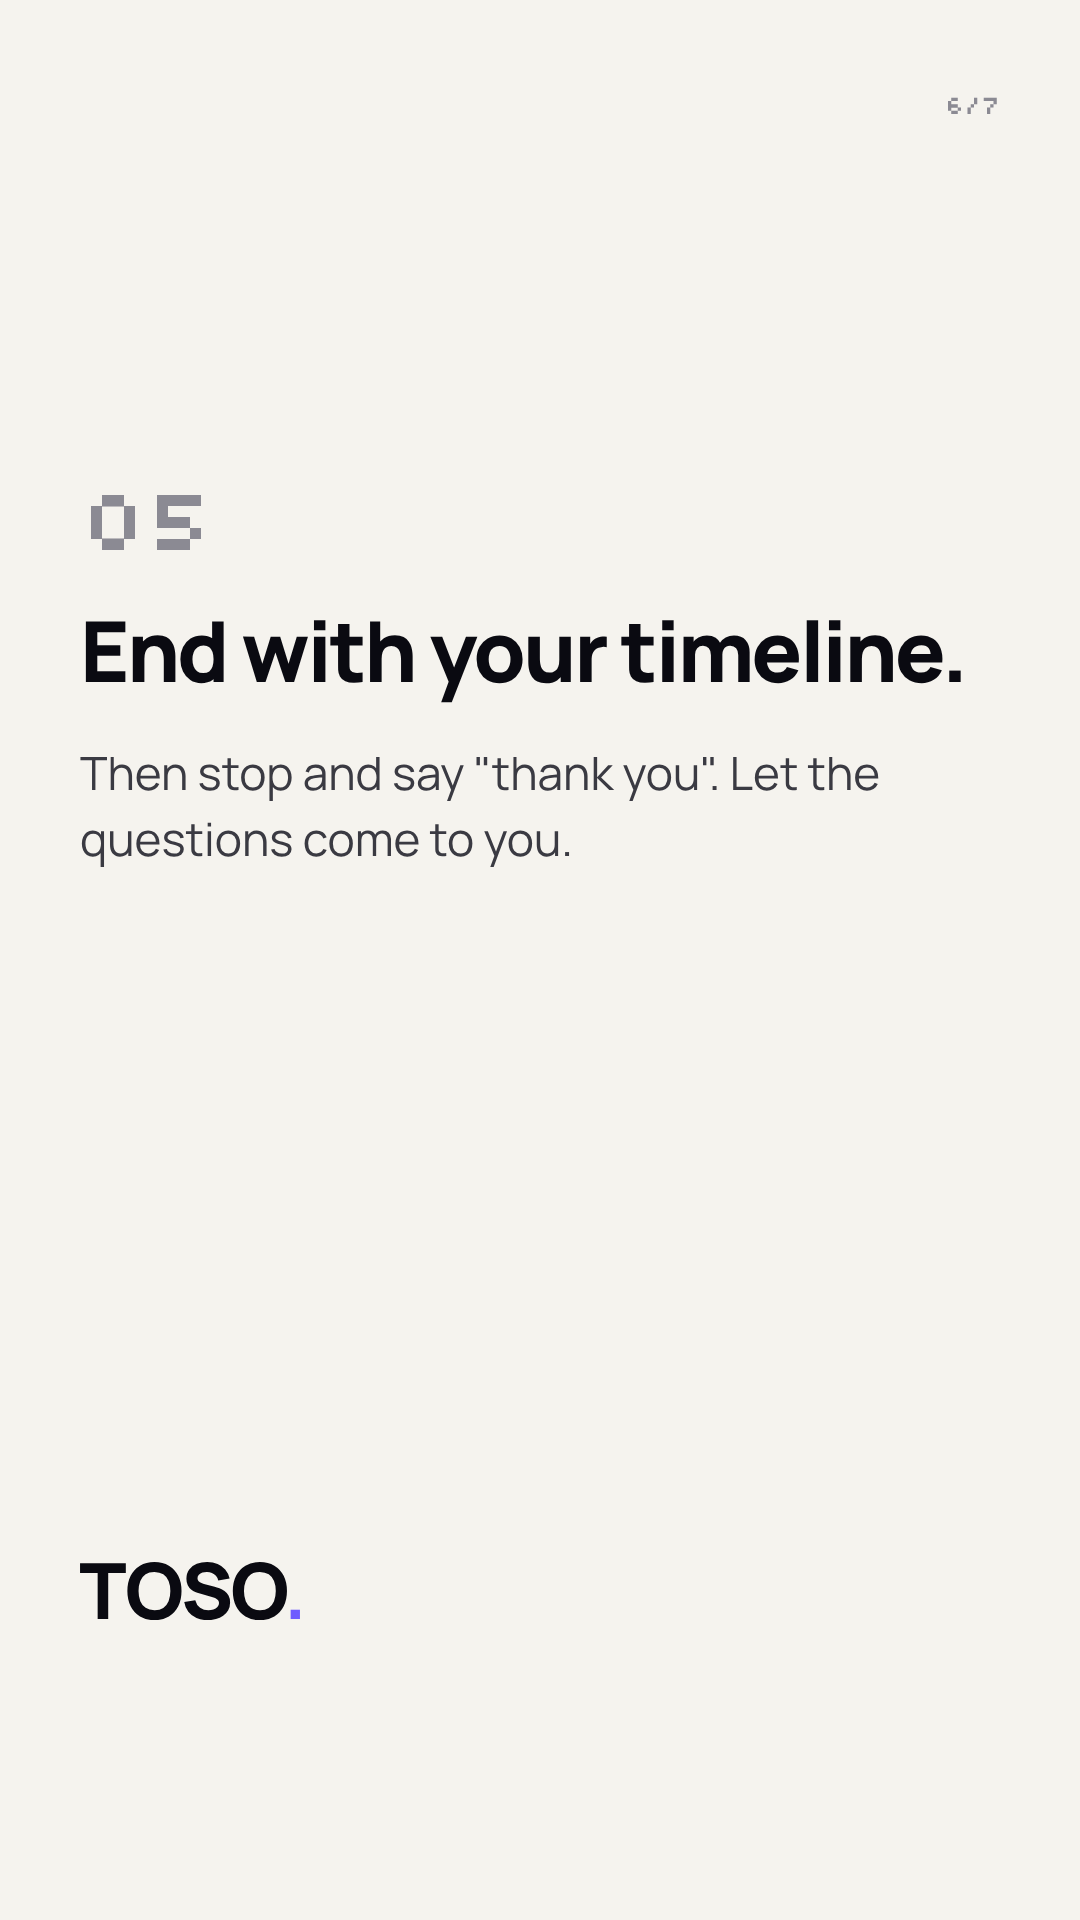 6/7
05
End with your timeline.
Then stop and say "thank you". Let the
questions come to you.
TOSO.